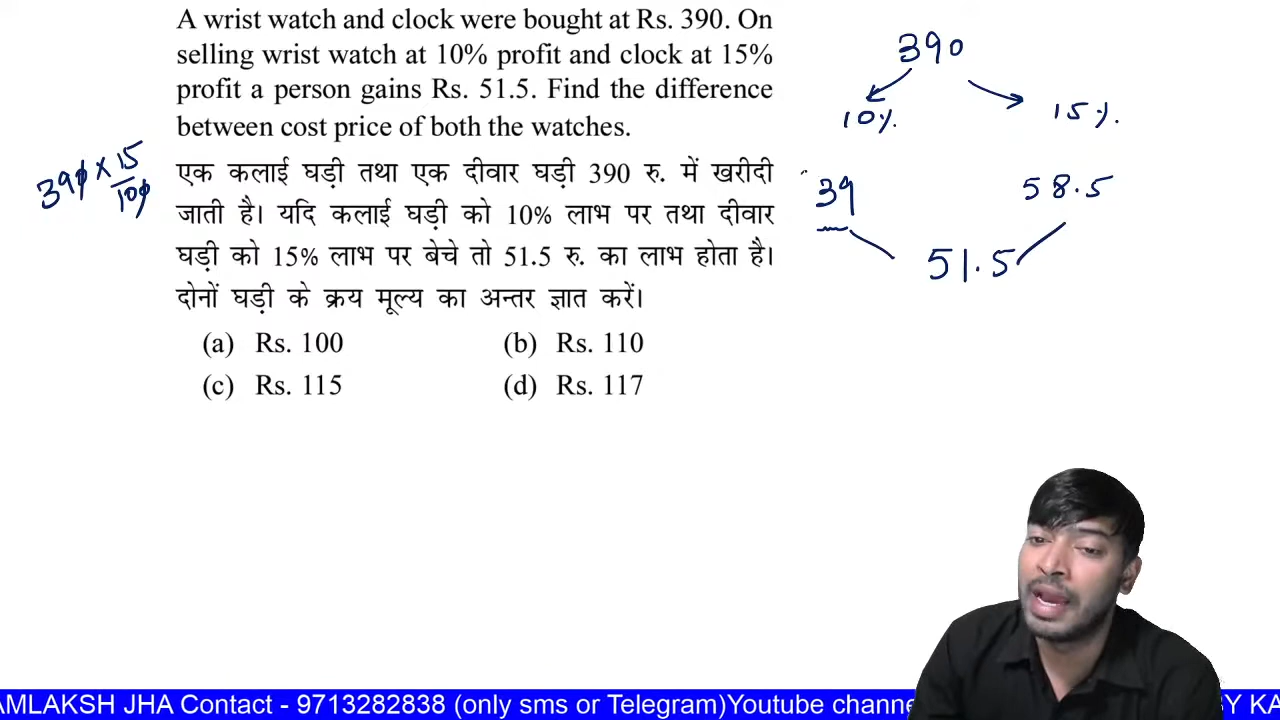 A wrist watch and clock were bought at Rs. 390. On
selling wrist watch at 10% profit and clock at 15%
profit a person gains Rs. 51.5. Find the difference
between cost price of both the watches.
एक कलाई घड़ी तथा एक दीवार घड़ी 390 रु. में खरीदी
जाती है। यदि कलाई घड़ी को 10% लाभ पर तथा दीवार
घड़ी को 15% लाभ पर बेचे तो 51.5 रु. का लाभ होता है।
दोनों घड़ी के क्रय मूल्य का अन्तर ज्ञात करें।
(a) Rs. 100 (b) Rs. 110
(c) Rs. 115 (d) Rs. 117
390 × 15
100
390
10% 15%
39 58.5
51.5
AMLAKSH JHA Contact - 9713282838 (only sms or Telegram)Youtube channe
Y KA